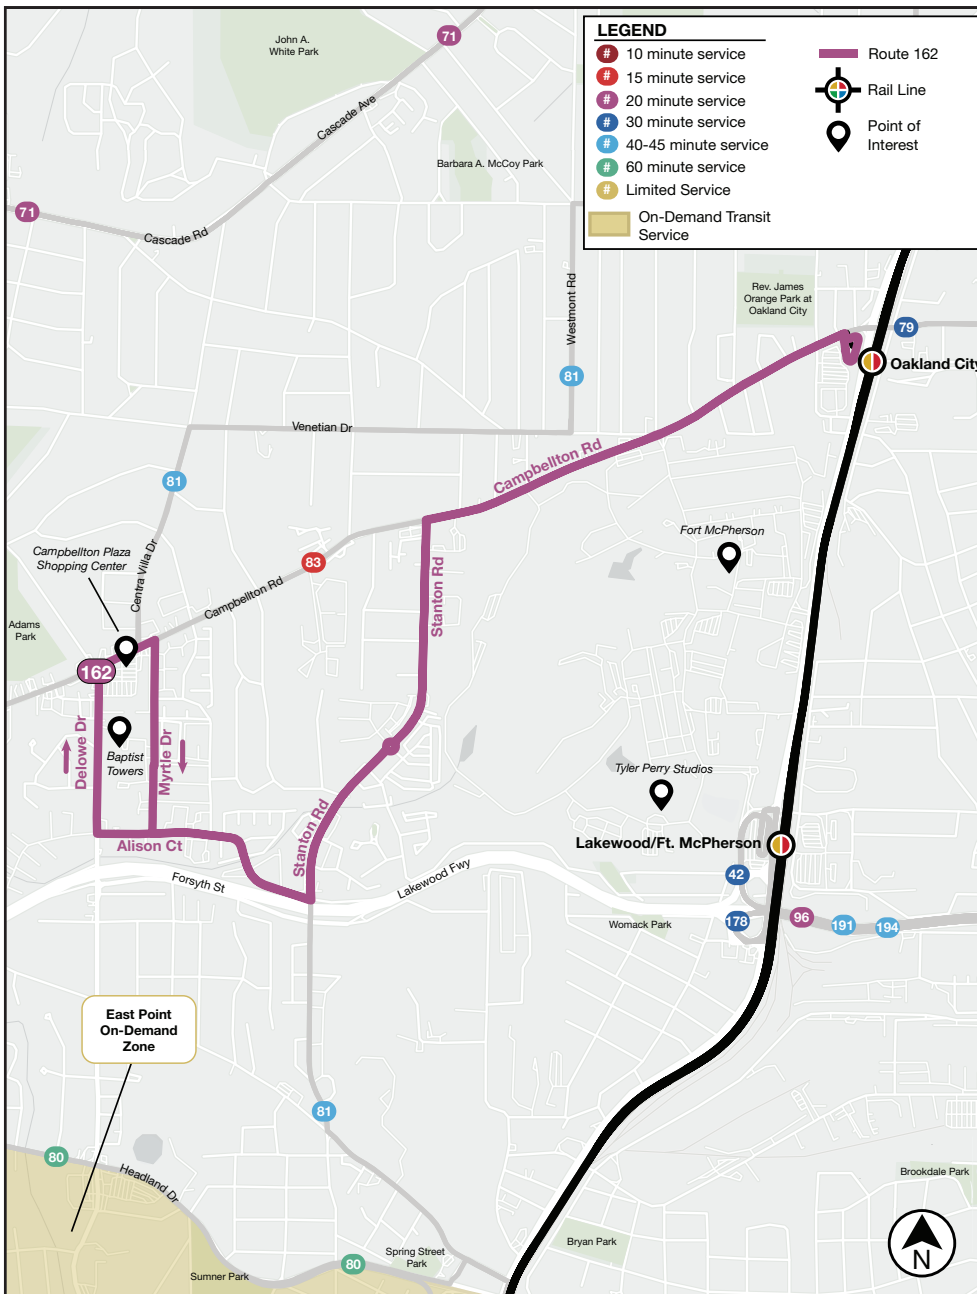 LEGEND
# 10 minute service
# 15 minute service
# 20 minute service
# 30 minute service
# 40-45 minute service
# 60 minute service
# Limited Service
On-Demand Transit
Service
Route 162
Rail Line
Point of
Interest
John A.
White Park
71
Cascade Ave
Barbara A. McCoy Park
71
Cascade Rd
Westmont Rd
Rev. James
Orange Park at
Oakland City
79
Oakland City
81
Venetian Dr
Campbellton Rd
81
Fort McPherson
Campbellton Plaza
Shopping Center
Centra Villa Dr
83
Campbellton Rd
Stanton Rd
Adams
Park
162
Delowe Dr
Baptist
Towers
Myrtle Dr
Tyler Perry Studios
Stanton Rd
Alison Ct
Lakewood/Ft. McPherson
Forsyth St
Lakewood Fwy
42
178
96
191
194
Womack Park
East Point
On-Demand
Zone
81
80
Headland Dr
Brookdale Park
Bryan Park
Spring Street
Park
80
Sumner Park
N